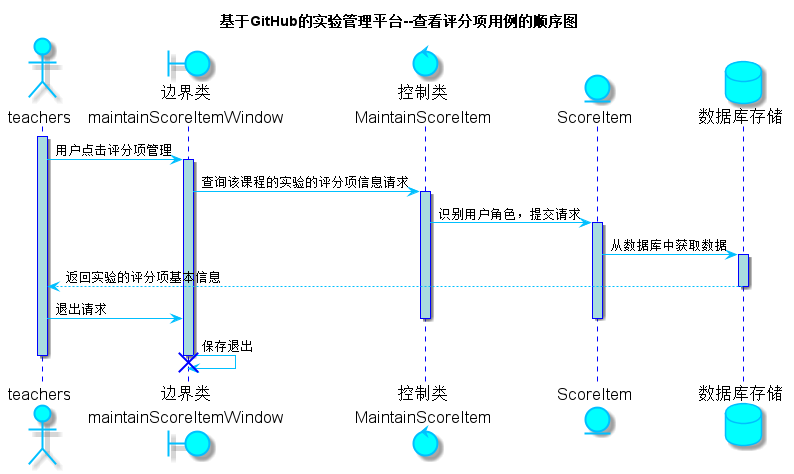 基于GitHub的实验管理平台--查看评分项用例的顺序图
teachers
边界类
maintainScoreItemWindow
控制类
MaintainScoreItem
ScoreItem
数据库存储
用户点击评分项管理
查询该课程的实验的评分项信息请求
识别用户角色，提交请求
从数据库中获取数据
返回实验的评分项基本信息
退出请求
保存退出
teachers
边界类
maintainScoreItemWindow
控制类
MaintainScoreItem
ScoreItem
数据库存储